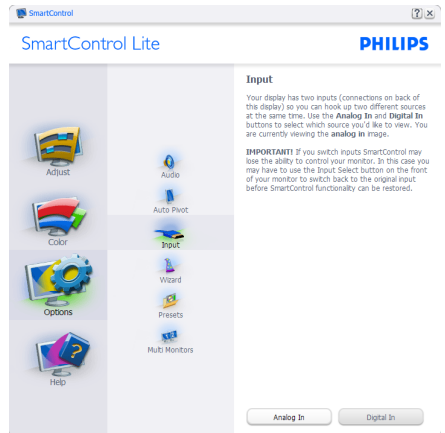 SmartControl
SmartControl Lite
PHILIPS
Adjust
Color
Options
Help
Audio
Auto Pivot
Input
Wizard
Presets
Multi Monitors
Input
Your display has two inputs (connections on back of
this display) so you can hook up two different sources
at the same time. Use the Analog In and Digital In
buttons to select which source you'd like to view. You
are currently viewing the analog in image.
IMPORTANT! If you switch inputs SmartControl may
lose the ability to control your monitor. In this case you
may have to use the Input Select button on the front
of your monitor to switch back to the original input
before SmartControl functionality can be restored.
Analog In
Digital In